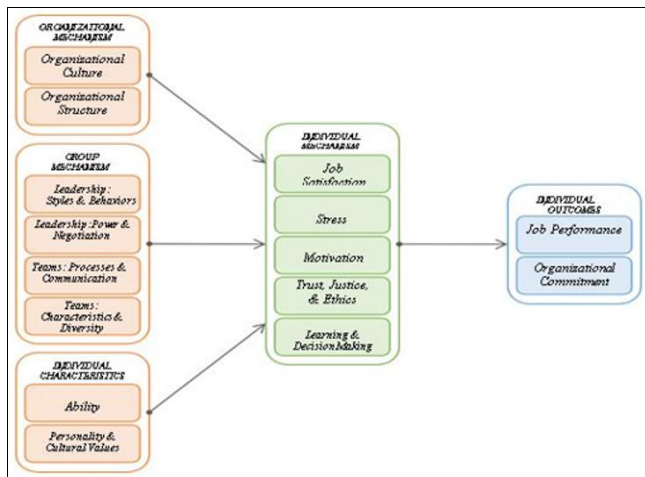 ORGANIZATIONAL
MECHANISM
Organizational
Culture
Organizational
Structure
GROUP
MECHANISM
Leadership:
Styles & Behaviors
Leadership:Power &
Negotiation
Teams: Processes &
Communication
Teams:
Characteristics &
Diversity
INDIVIDUAL
CHARACTERISTICS
Ability
Personality &
Cultural Values
INDIVIDUAL
MECHANISM
Job
Satisfaction
Stress
Motivation
Trust, Justice,
& Ethics
Learning &
Decision Making
INDIVIDUAL
OUTCOMES
Job Performance
Organizational
Commitment